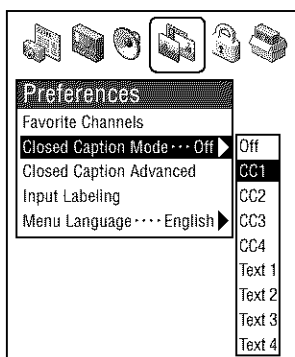 Preferences
Favorite Channels
Closed Caption Mode ··· Off
Closed Caption Advanced
Input Labeling
Menu Language ···· English
Off
CC1
CC2
CC3
CC4
Text 1
Text 2
Text 3
Text 4